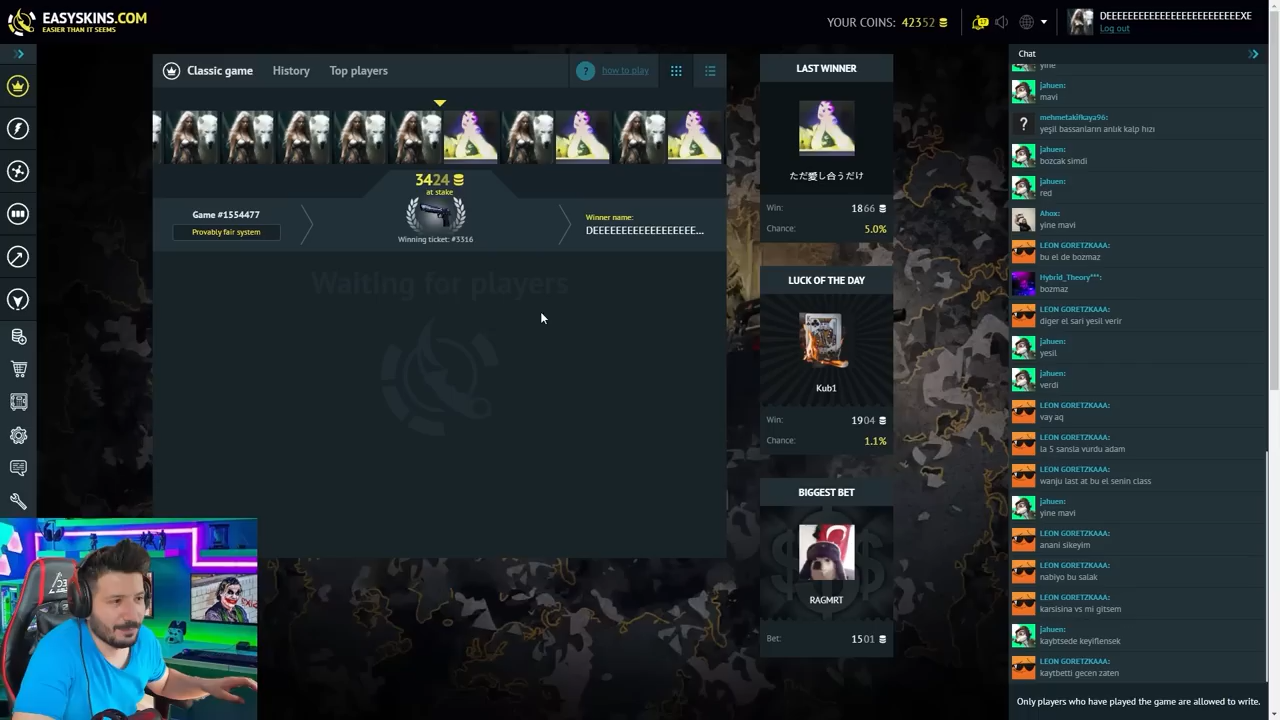 EASYSKINS.COM
EASIER THAN IT SEEMS
YOUR COINS: 42352
DEEEEEEEEEEEEEEEEEEEEEEEEEXE
Log out
Classic game
History
Top players
?
how to play
3424
at stake
Game #1554477
Provably fair system
Winning ticket: #3316
Winner name:
DEEEEEEEEEEEEEEEEEE...
g for players
LAST WINNER
ただ愛し合うだけ
Win: 1866
Chance: 5.0%
LUCK OF THE DAY
Kub1
Win: 1904
Chance: 1.1%
BIGGEST BET
RAGMRT
Bet: 1501
Chat
yine
jahuen:
mavi
mehmetakifkaya96:
yeşil bassanların anlık kalp hızı
jahuen:
bozcak simdi
jahuen:
red
Ahox:
yine mavi
LEON GORETZKAAA:
bu el de bozmaz
Hybrid_Theory***:
bozmaz
LEON GORETZKAAA:
diger el sari yesil verir
jahuen:
yesil
jahuen:
verdi
LEON GORETZKAAA:
vay aq
LEON GORETZKAAA:
la 5 sansla vurdu adam
LEON GORETZKAAA:
wanju last at bu el senin class
jahuen:
yine mavi
LEON GORETZKAAA:
anani sikeyim
LEON GORETZKAAA:
nabiyo bu salak
LEON GORETZKAAA:
karsisina vs mi gitsem
jahuen:
kaybtsede keyiflensek
LEON GORETZKAAA:
kaytbetti gecen zaten
Only players who have played the game are allowed to write.